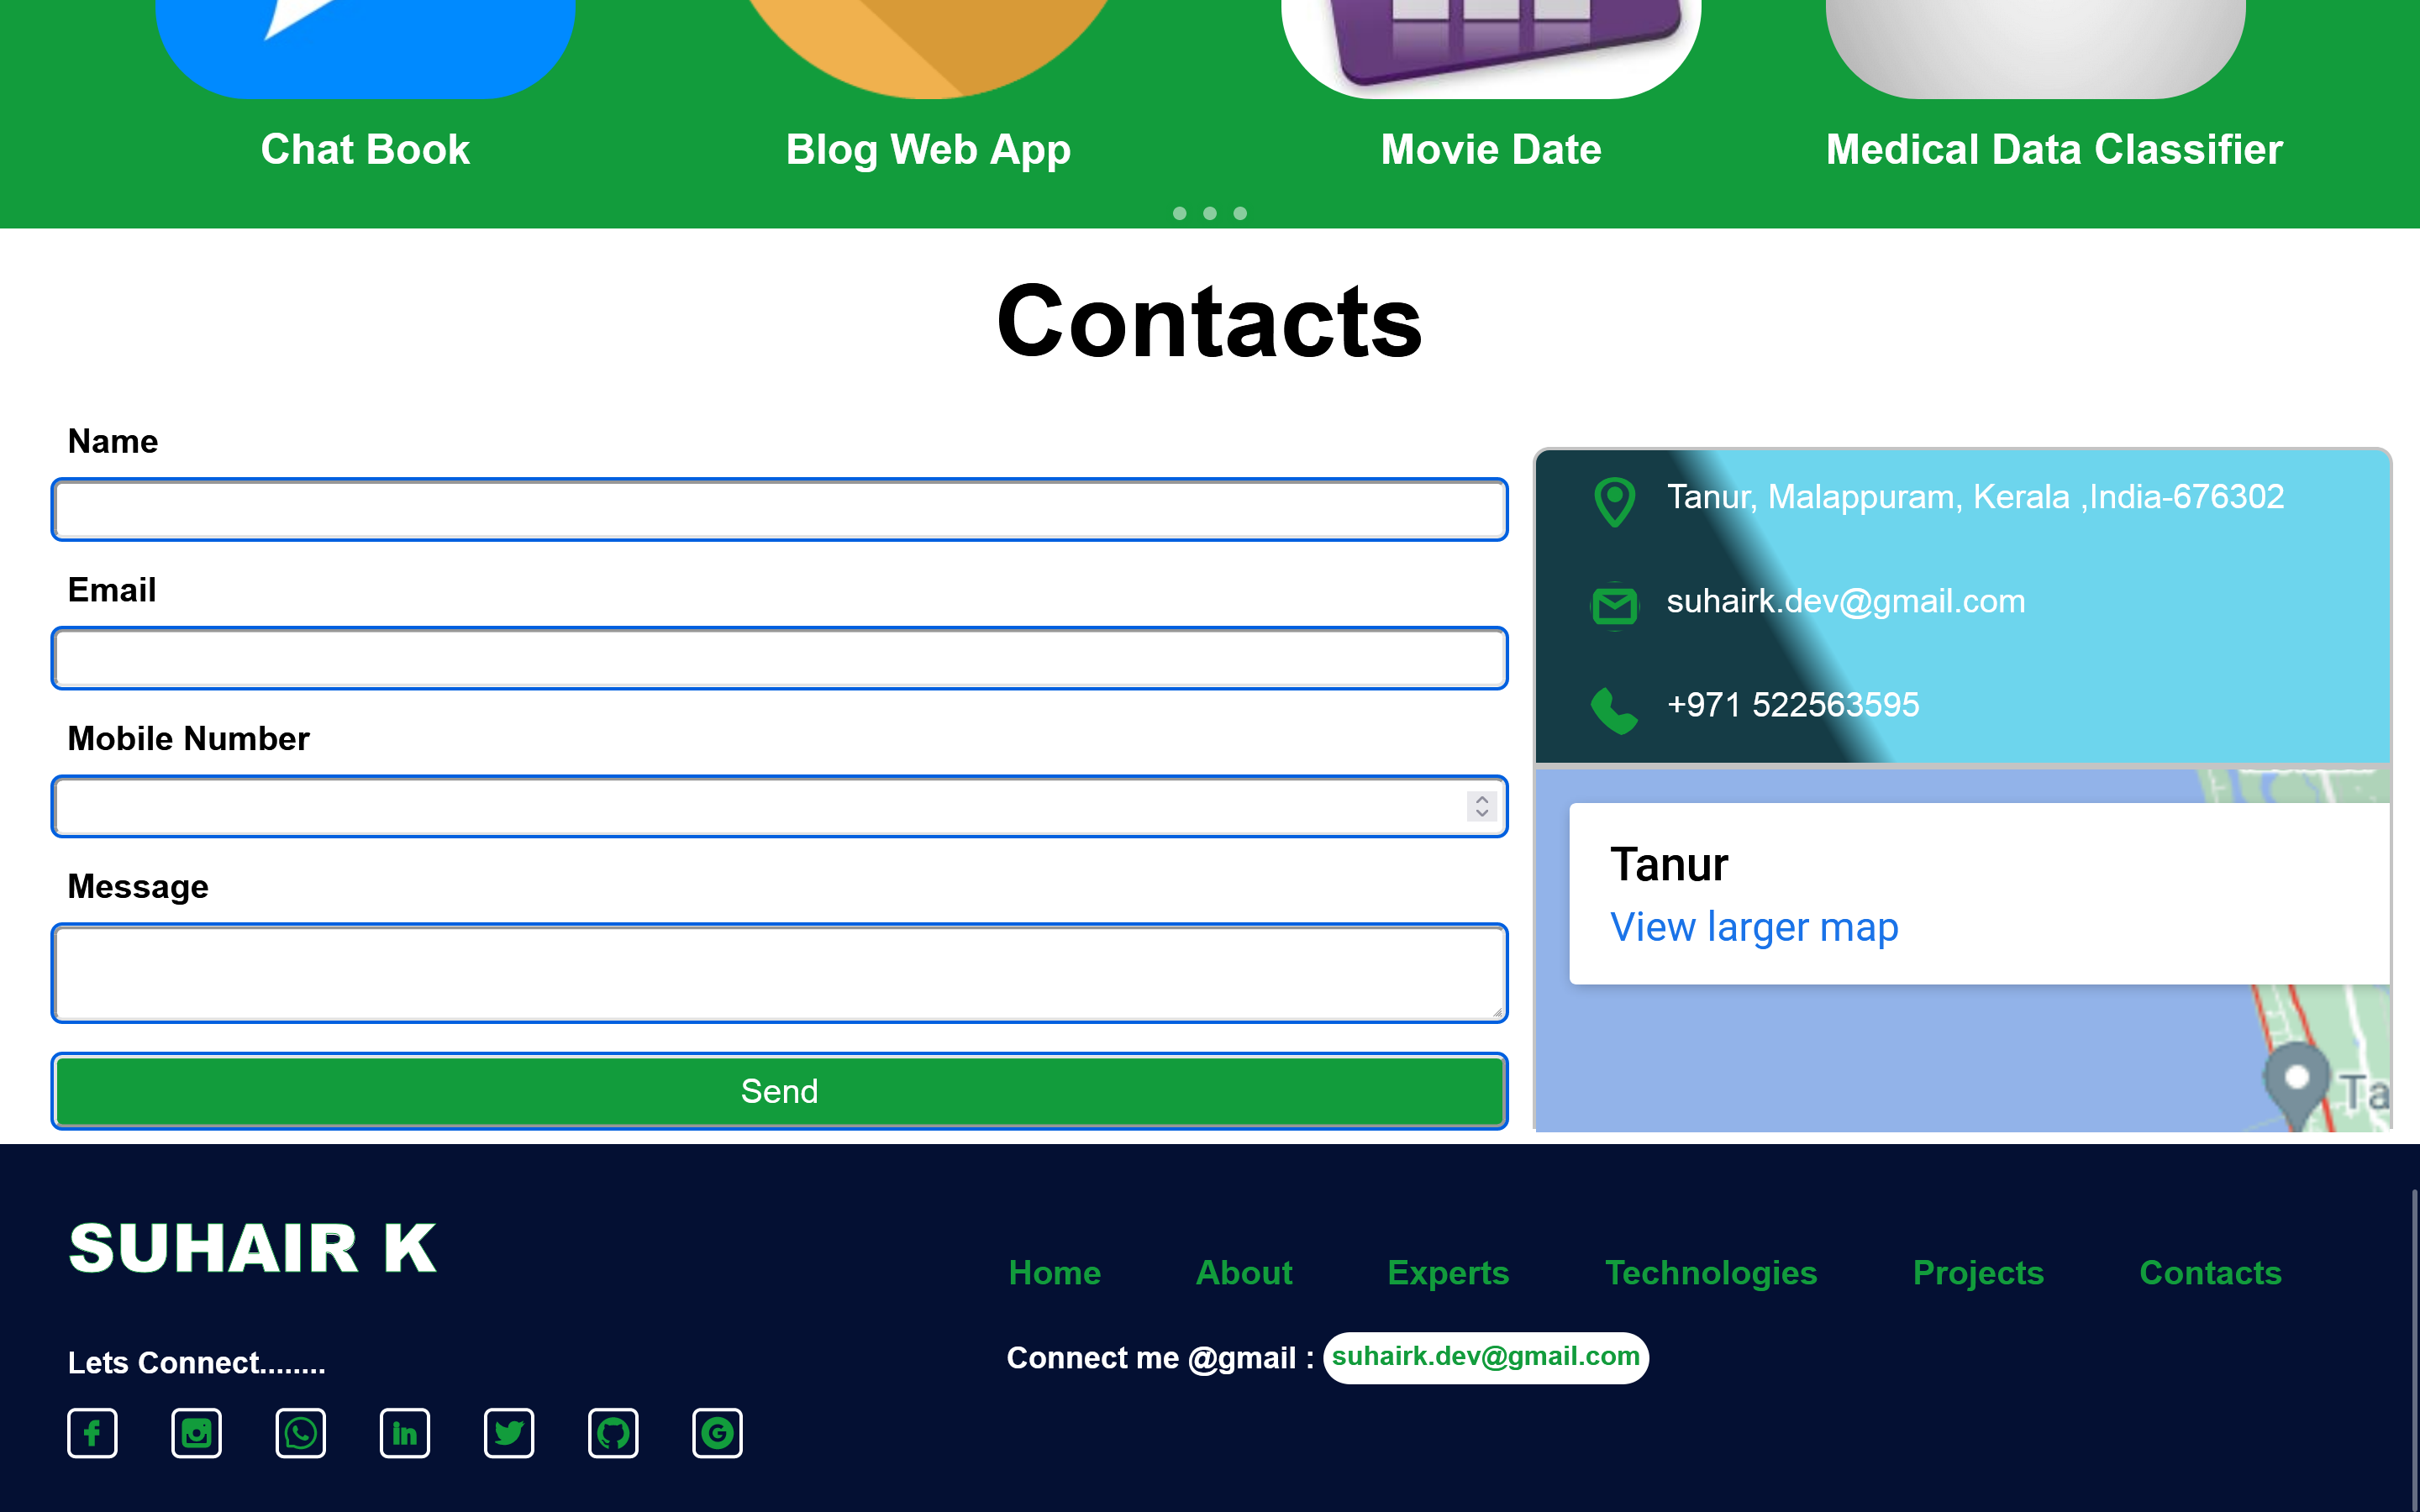 Chat Book
Blog Web App
Movie Date
Medical Data Classifier
Contacts
Name
Email
Mobile Number
Message
Send
Tanur, Malappuram, Kerala ,India-676302
suhairk.dev@gmail.com
+971 522563595
Tanur
View larger map
Ta
SUHAIR K
Home About Experts Technologies Projects Contacts
Lets Connect........
Connect me @gmail : suhairk.dev@gmail.com